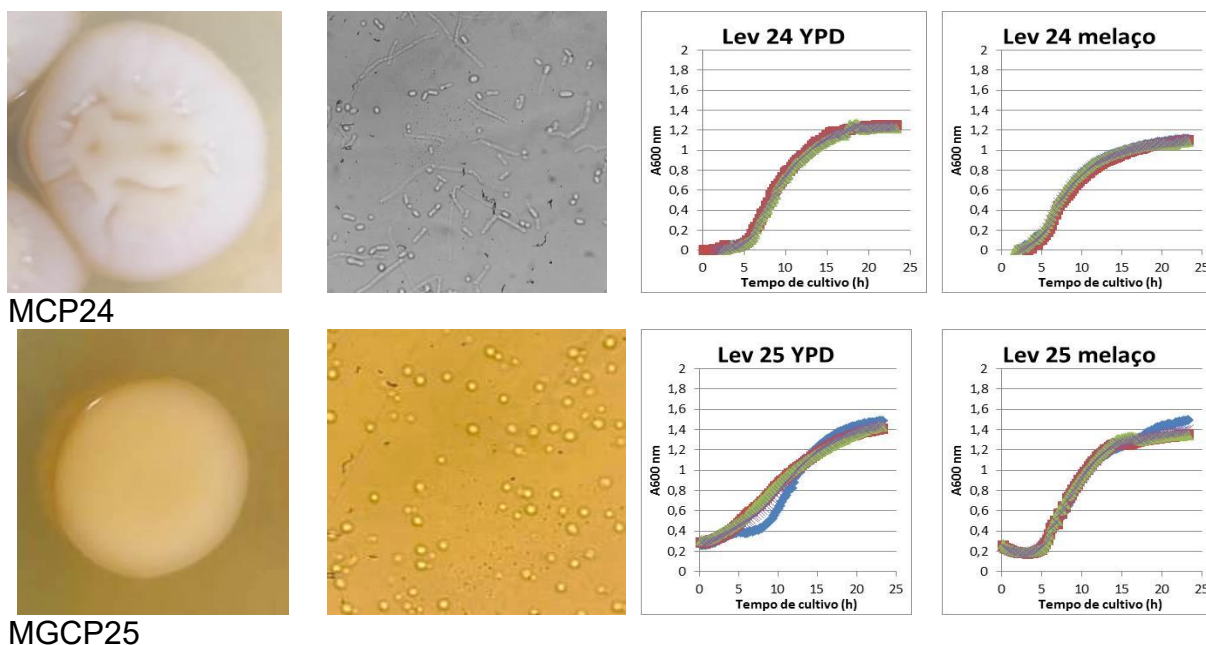 Lev 24 YPD
2
1,8
1,6
1,4
1,2
1
0,8
0,6
0,4
0,2
0
A600 nm
0 5 10 15 20 25
Tempo de cultivo (h)
Lev 24 melaço
2
1,8
1,6
1,4
1,2
1
0,8
0,6
0,4
0,2
0
A600 nm
0 5 10 15 20 25
Tempo de cultivo (h)
MCP24
Lev 25 YPD
2
1,8
1,6
1,4
1,2
1
0,8
0,6
0,4
0,2
0
A600 nm
0 5 10 15 20 25
Tempo de cultivo (h)
Lev 25 melaço
2
1,8
1,6
1,4
1,2
1
0,8
0,6
0,4
0,2
0
A600 nm
0 5 10 15 20 25
Tempo de cultivo (h)
MGCP25